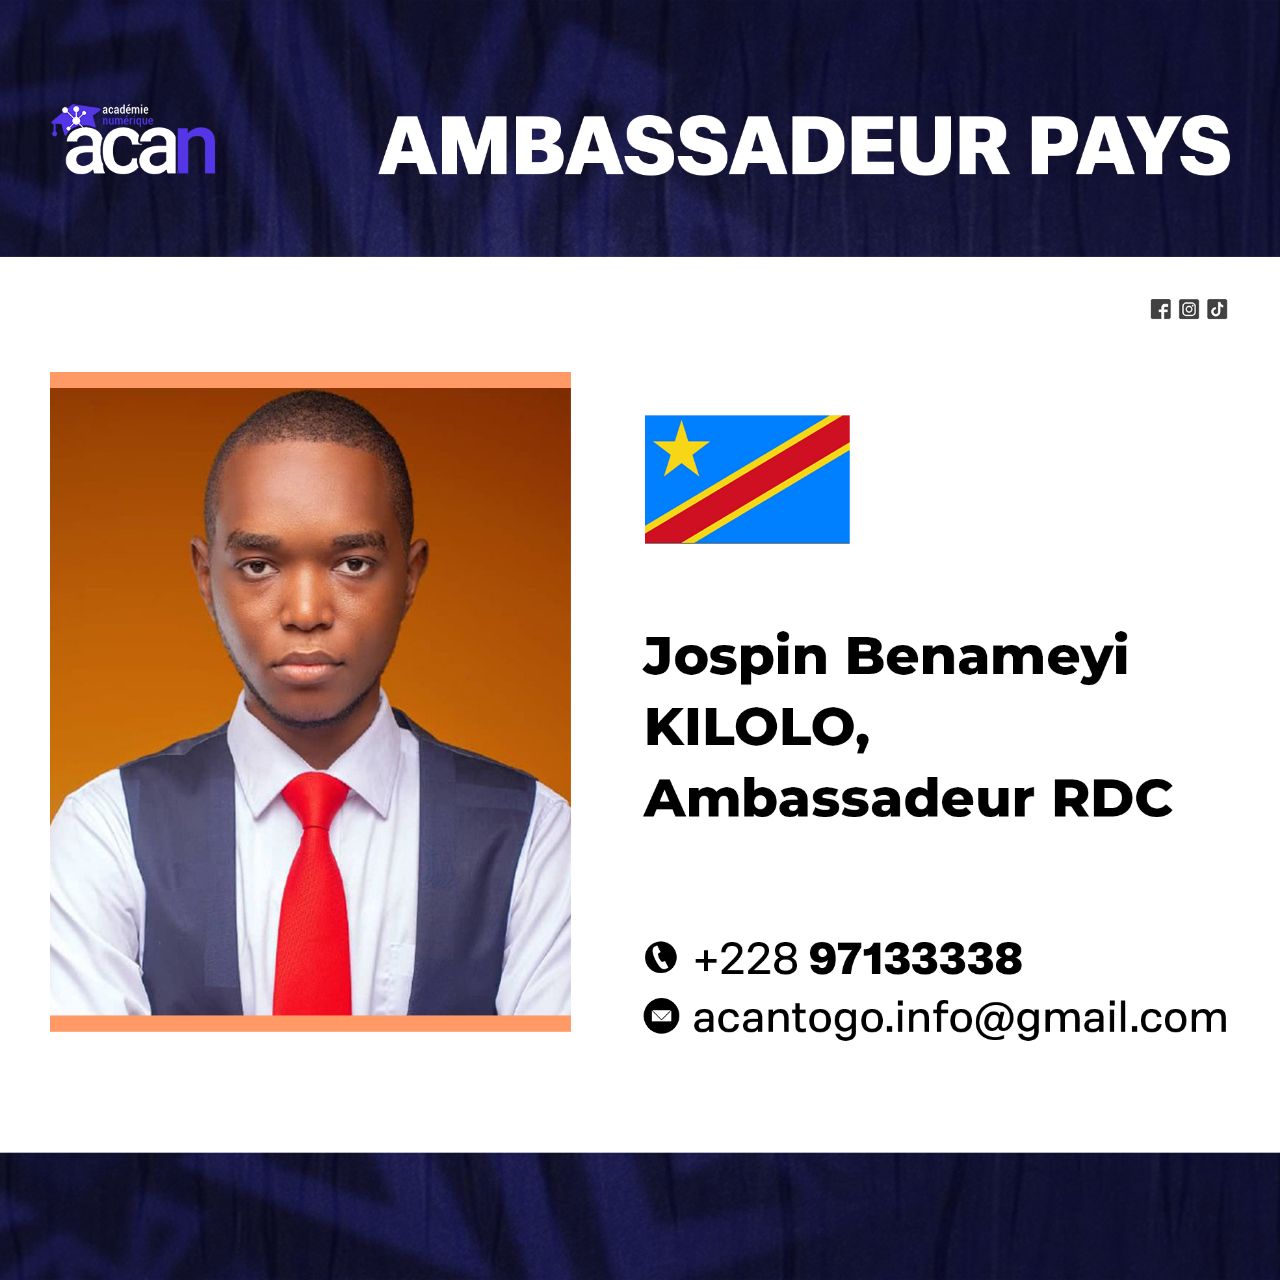 académie
numérique
acan
AMBASSADEUR PAYS
Jospin Benameyi
KILOLO,
Ambassadeur RDC
+228 97133338
acantogo.info@gmail.com